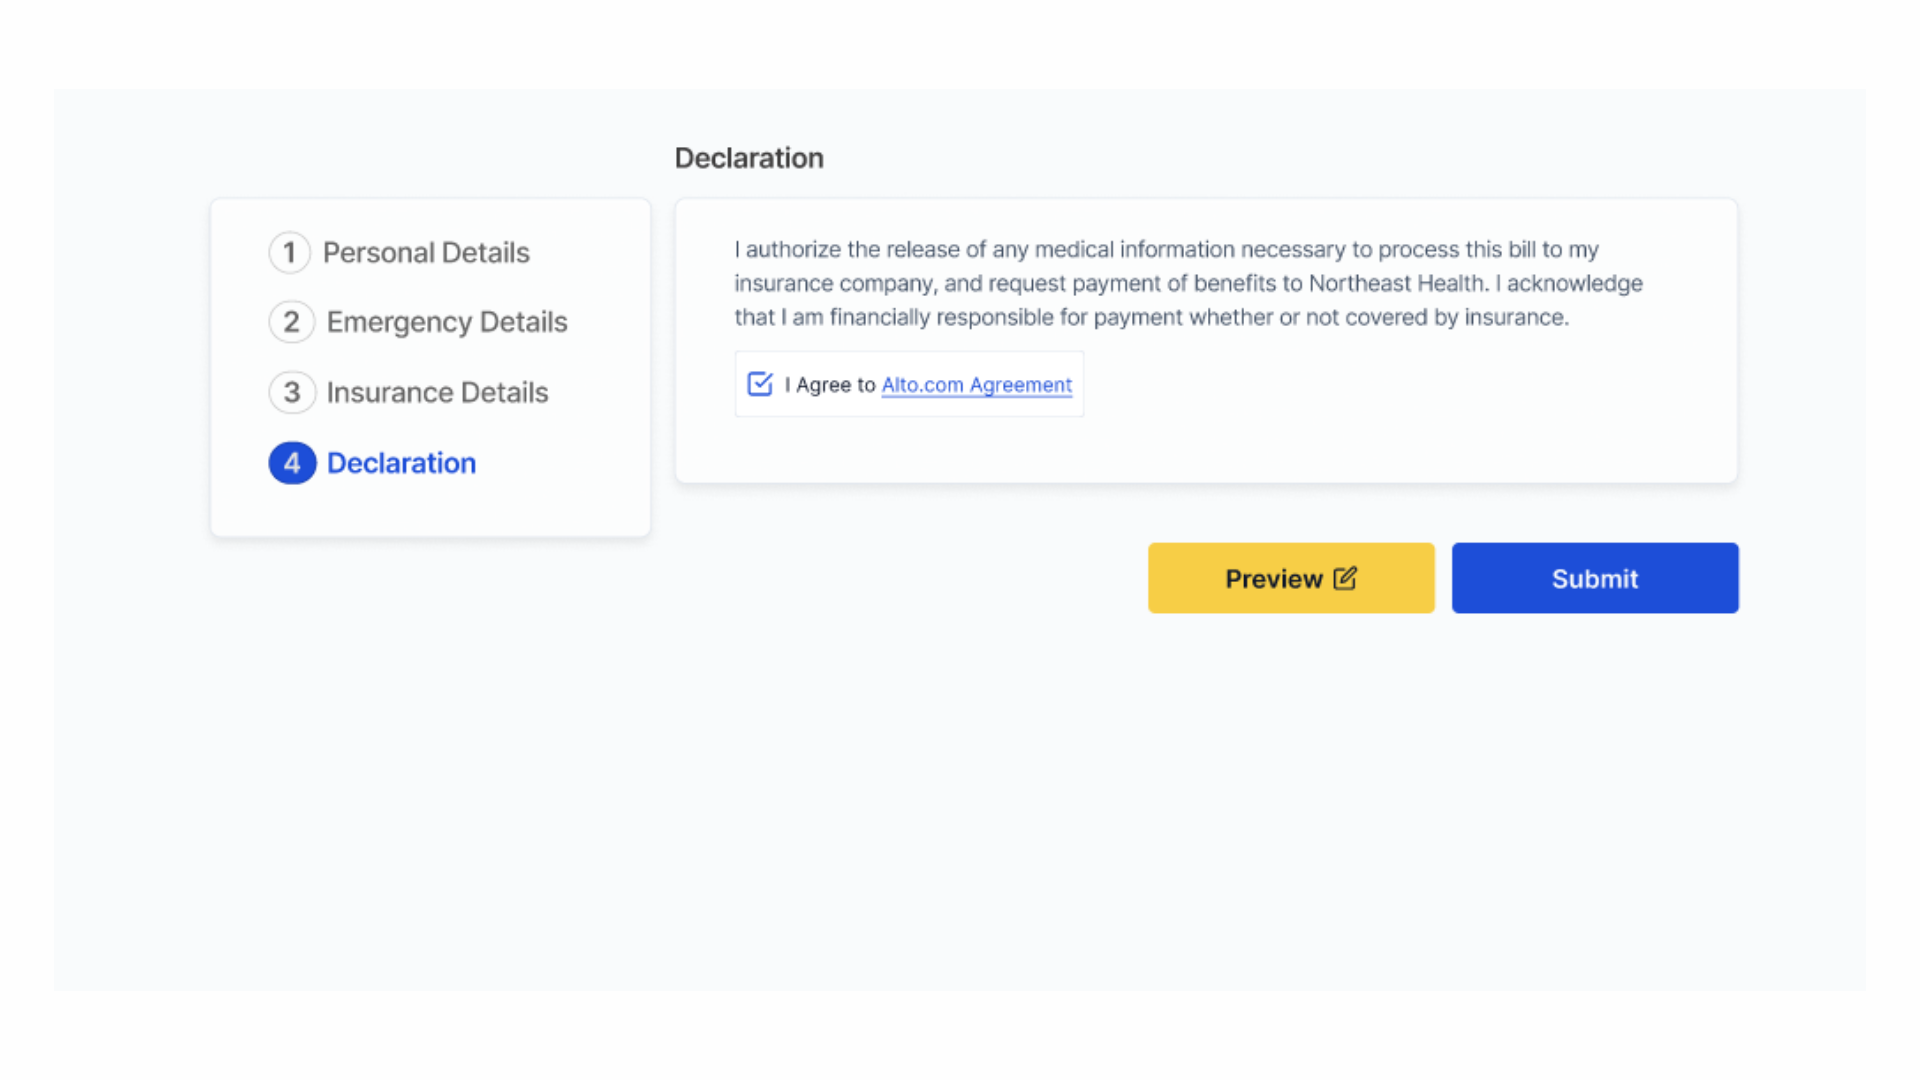 Declaration
1 Personal Details
2 Emergency Details
3 Insurance Details
4 Declaration
I authorize the release of any medical information necessary to process this bill to my
insurance company, and request payment of benefits to Northeast Health. I acknowledge
that I am financially responsible for payment whether or not covered by insurance.
I Agree to Alto.com Agreement
Preview
Submit